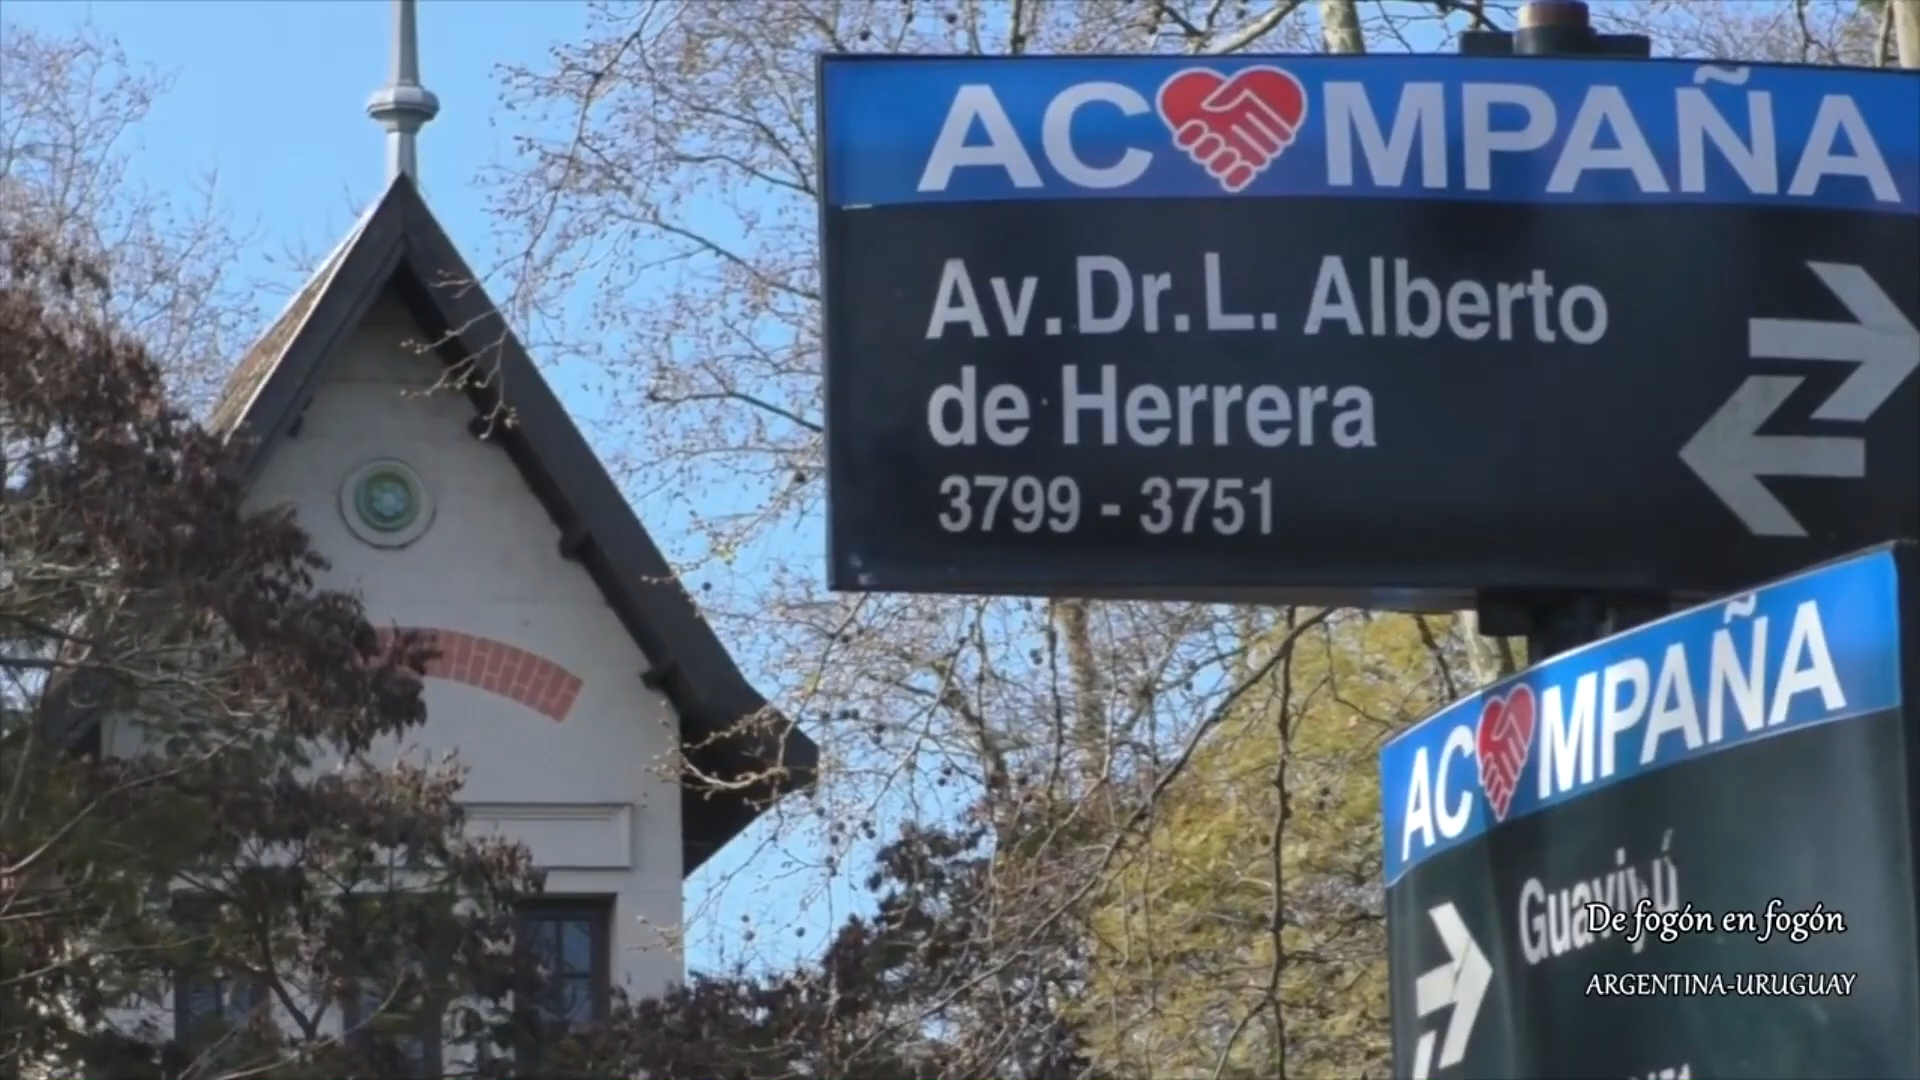 ACOMPAÑA
Av.Dr.L. Alberto
de Herrera
3799 - 3751
ACOMPAÑA
Guaviyú
De fogón en fogón
ARGENTINA-URUGUAY